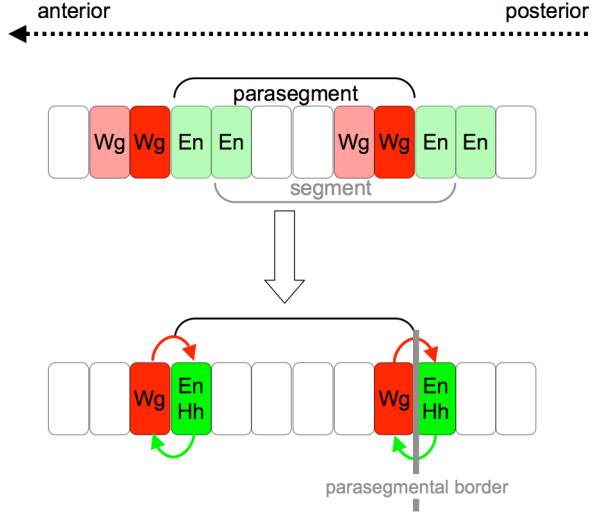 anterior posterior
parasegment
Wg Wg En En Wg Wg En En
segment
Wg En Hh Wg En Hh
parasegmental border